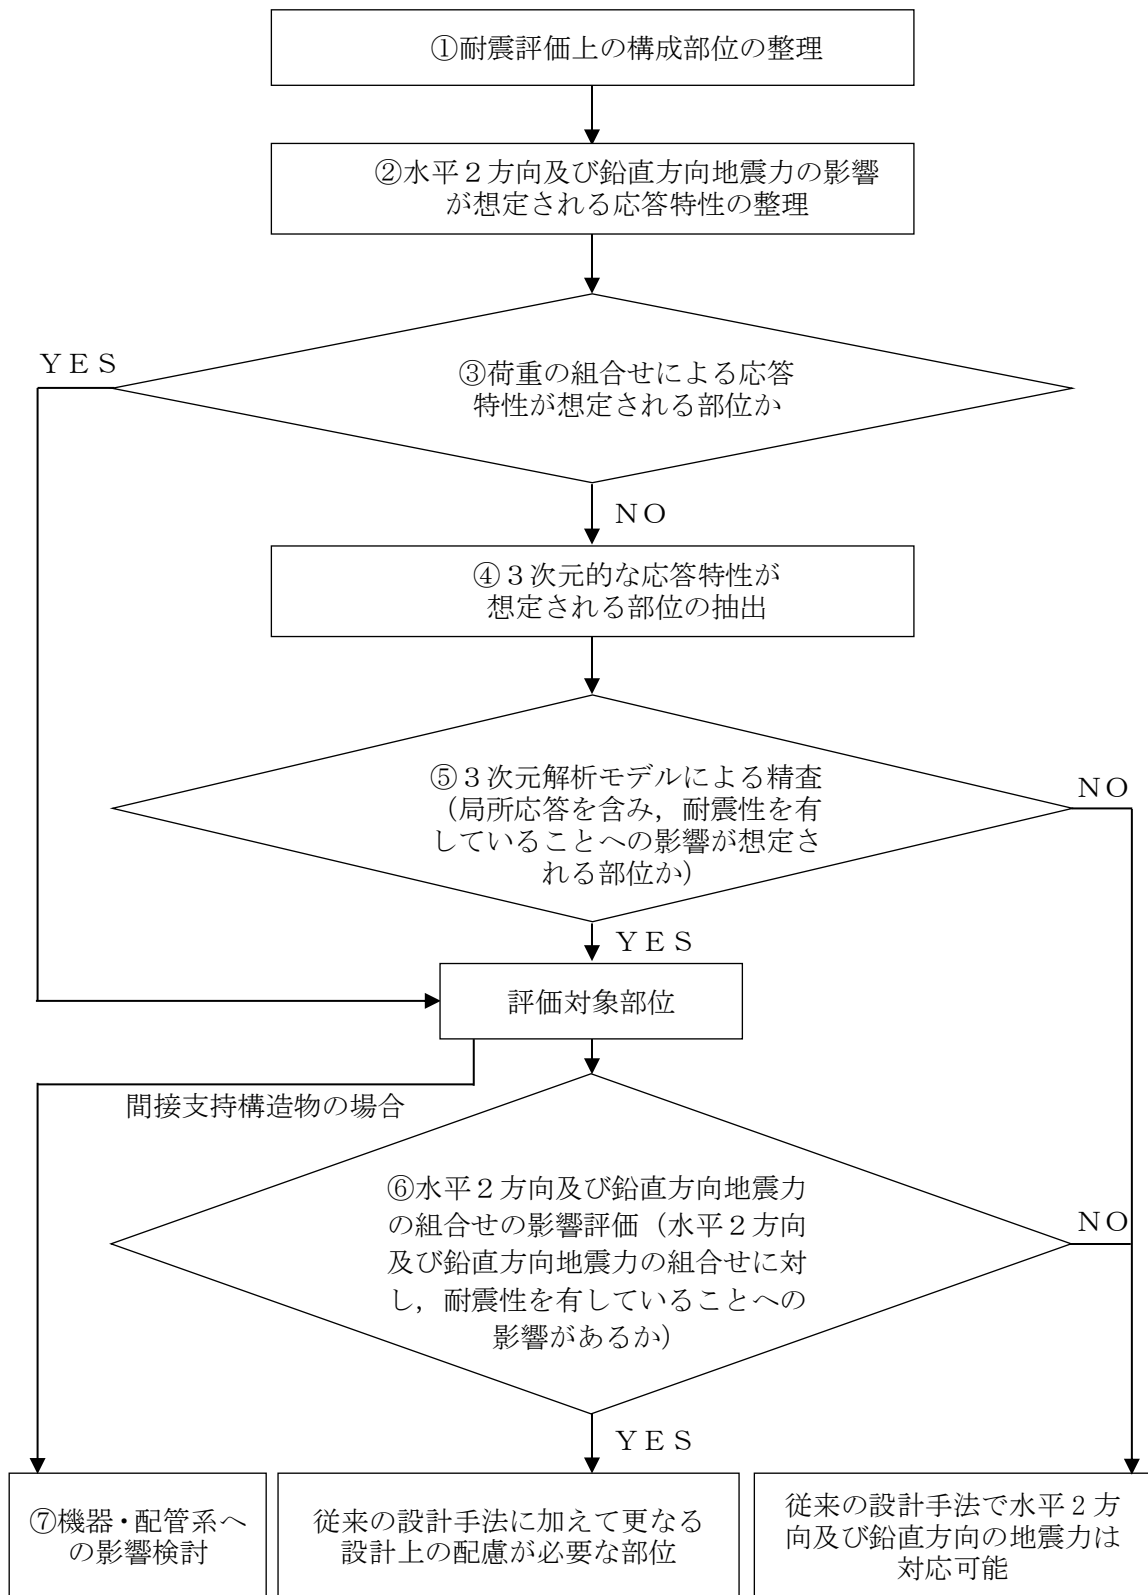 ①耐震評価上の構成部位の整理
②水平２方向及び鉛直方向地震力の影響
が想定される応答特性の整理
ＹＥＳ
③荷重の組合せによる応答
特性が想定される部位か
ＮＯ
④３次元的な応答特性が
想定される部位の抽出
⑤３次元解析モデルによる精査
（局所応答を含み，耐震性を有
していることへの影響が想定さ
れる部位か）
ＮＯ
ＹＥＳ
評価対象部位
間接支持構造物の場合
⑥水平２方向及び鉛直方向地震力
の組合せの影響評価（水平２方向
及び鉛直方向地震力の組合せに対
し，耐震性を有していることへの
影響があるか）
ＮＯ
ＹＥＳ
⑦機器・配管系へ
の影響検討
従来の設計手法に加えて更なる
設計上の配慮が必要な部位
従来の設計手法で水平２方
向及び鉛直方向の地震力は
対応可能